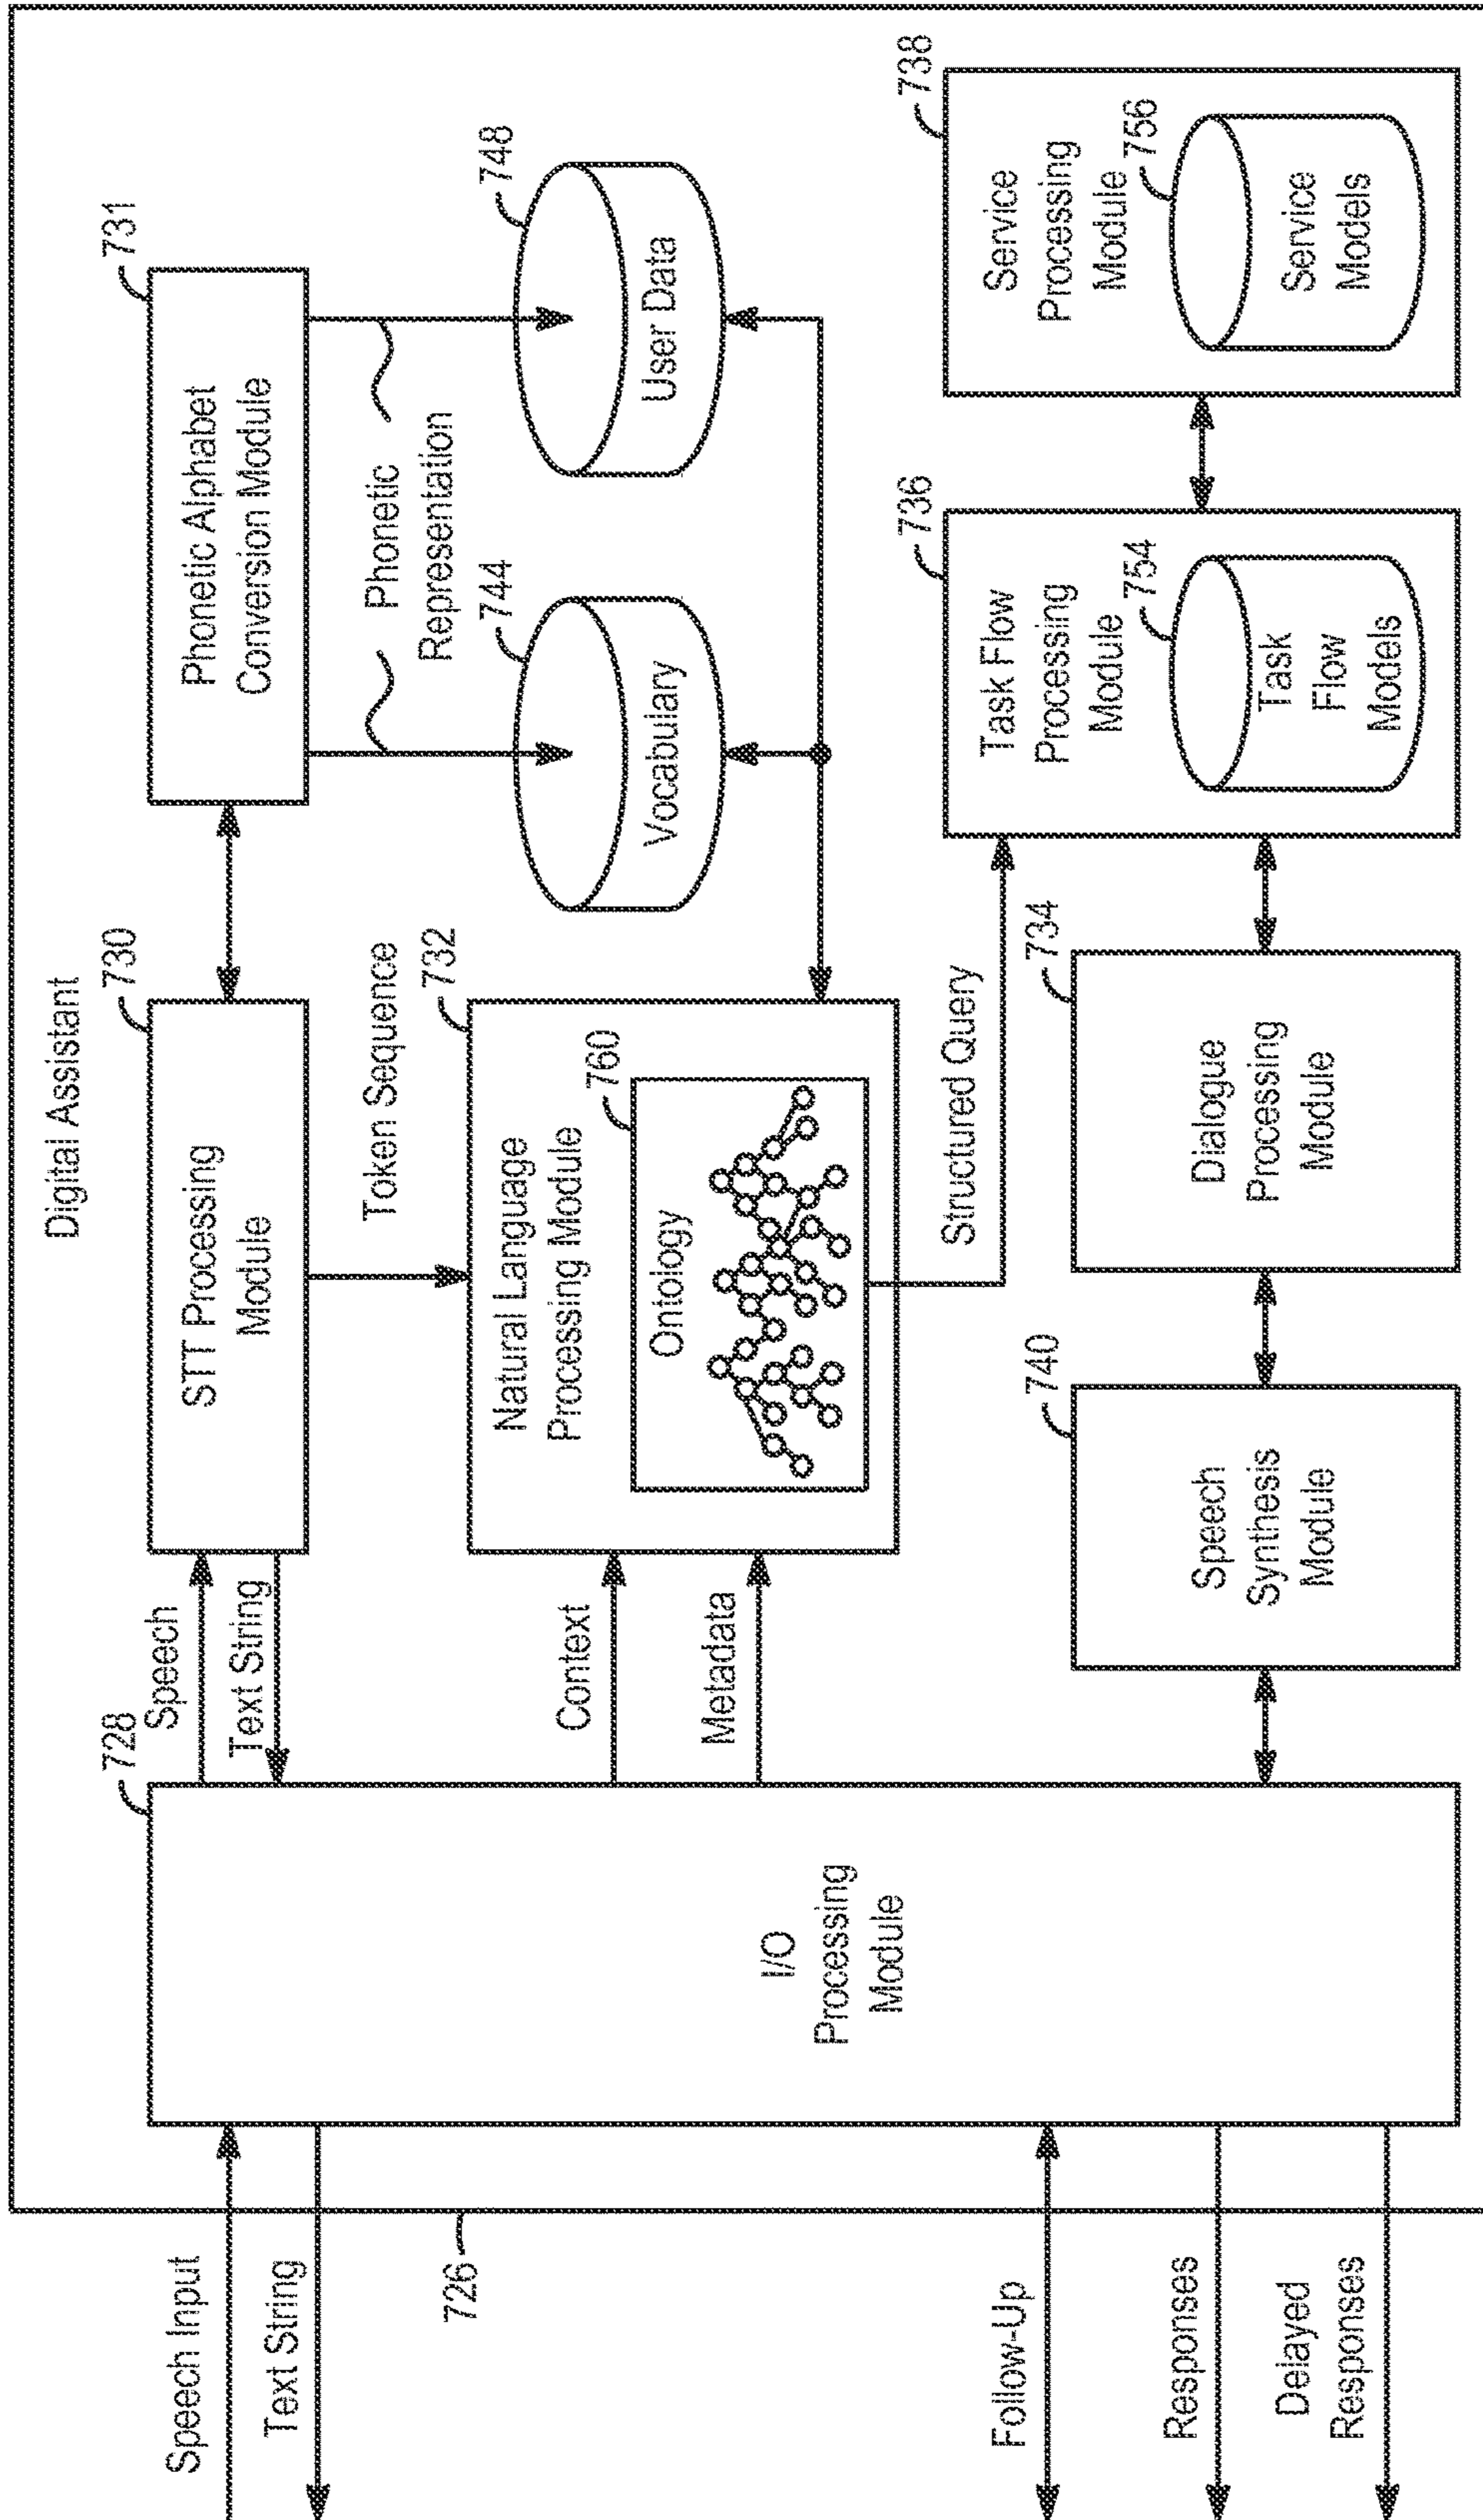 Digital Assistant
Speech Input
Text String
726
728
Speech
Text String
730
STT Processing
Module
731
Phonetic Alphabet
Conversion Module
Token Sequence
Phonetic
Representation
Context
Metadata
732
Natural Language
Processing Module
760
Ontology
744
Vocabulary
748
User Data
I/O
Processing
Module
Structured Query
Follow-Up
Responses
Delayed
Responses
740
Speech
Synthesis
Module
734
Dialogue
Processing
Module
736
Task Flow
Processing
Module
754
Task
Flow
Models
738
Service
Processing
Module
756
Service
Models